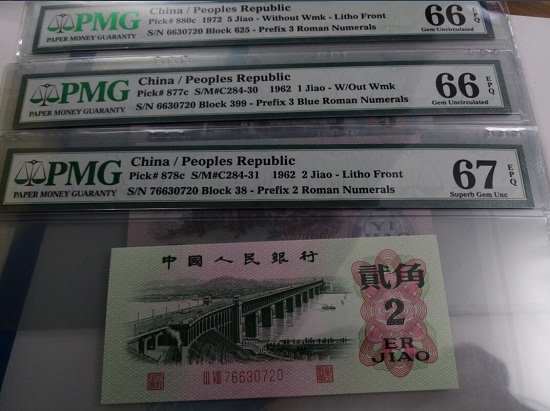 PMG
PAPER MONEY GUARANTY
China / Peoples Republic
Pick# 880c 1972 5 Jiao - Without Wmk - Litho Front
S/N 6630720 Block 625 - Prefix 3 Roman Numerals
66 EPQ
Gem Uncirculated
PMG
PAPER MONEY GUARANTY
China / Peoples Republic
Pick# 877c S/M#C284-30 1962 1 Jiao - W/Out Wmk
S/N 6630720 Block 399 - Prefix 3 Blue Roman Numerals
66 EPQ
Gem Uncirculated
PMG
PAPER MONEY GUARANTY
China / Peoples Republic
Pick# 878c S/M#C284-31 1962 2 Jiao - Litho Front
S/N 76630720 Block 38 - Prefix 2 Roman Numerals
67 EPQ
Superb Gem Unc
中國人民銀行
貳角
2
ER
JIAO
III VIII 76630720